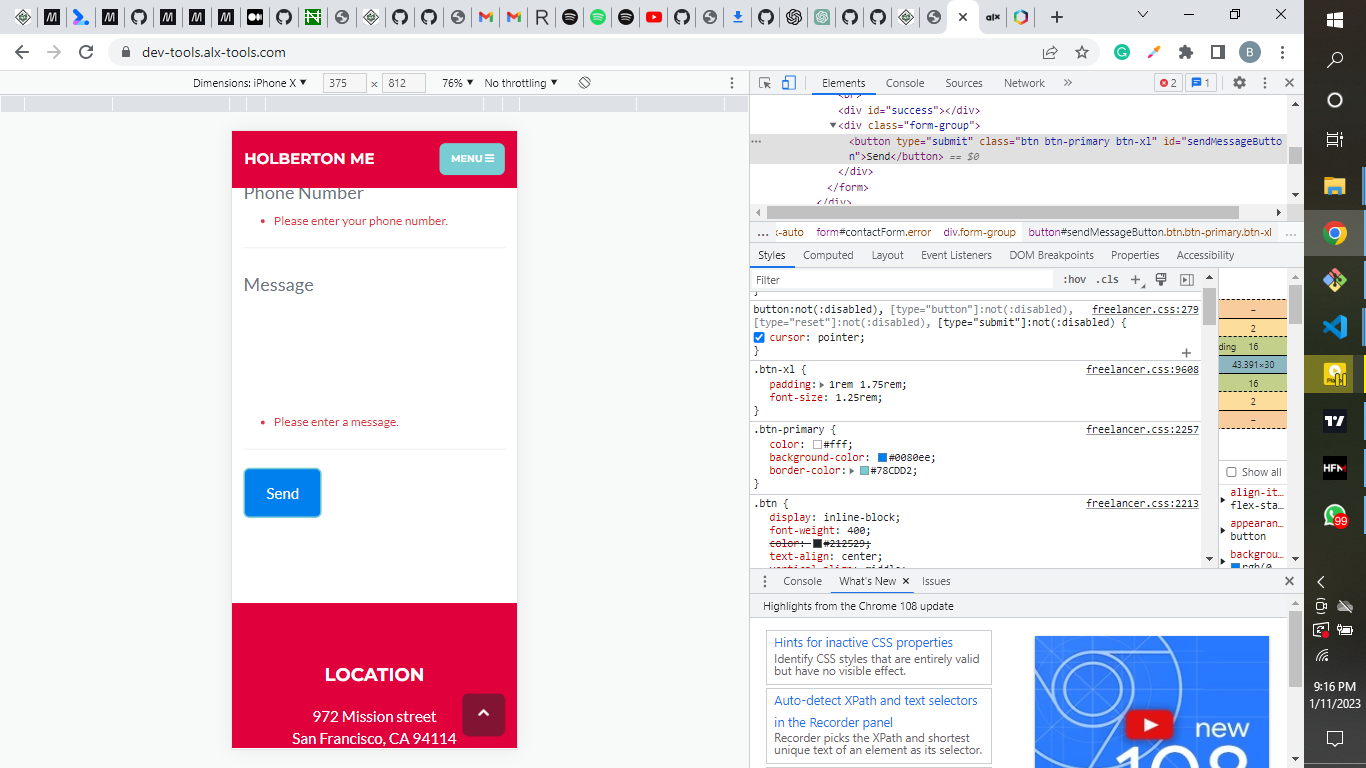 dev-tools.alx-tools.com
B
Dimensions: iPhone X ▼ 375 x 812 76% ▼ No throttling ▼
HOLBERTON ME
MENU
Phone Number
Please enter your phone number.
Message
Please enter a message.
Send
LOCATION
972 Mission street
San Francisco, CA 94114
Elements Console Sources Network » 2 1
<div id="success"></div>
<div class="form-group">
<button type="submit" class="btn btn-primary btn-xl" id="sendMessageButto
n">Send</button> == $0
</div>
</form>
</div>
... x-auto form#contactForm.error div.form-group button#sendMessageButton.btn.btn-primary.btn-xl ...
Styles Computed Layout Event Listeners DOM Breakpoints Properties Accessibility
Filter :hov .cls +
}
button:not(:disabled), [type="button"]:not(:disabled), freelancer.css:279
[type="reset"]:not(:disabled), [type="submit"]:not(:disabled) {
cursor: pointer;
}
.btn-xl { freelancer.css:9608
padding: 1rem 1.75rem;
font-size: 1.25rem;
}
.btn-primary { freelancer.css:2257
color: #fff;
background-color: #0080ee;
border-color: #78CDD2;
}
.btn { freelancer.css:2213
display: inline-block;
font-weight: 400;
color: #212529;
text-align: center;
vertical-align: middle;
–
2
ding 16
43.391×30
16
2
–
Show all
align-it…
flex-sta…
appearan…
button
backgrou…
rgb(0
Console What's New × Issues
Highlights from the Chrome 108 update
Hints for inactive CSS properties
Identify CSS styles that are entirely valid
but have no visible effect.
Auto-detect XPath and text selectors
in the Recorder panel
Recorder picks the XPath and shortest
unique text of an element as its selector.
new
108
HFM
99
9:16 PM
1/11/2023